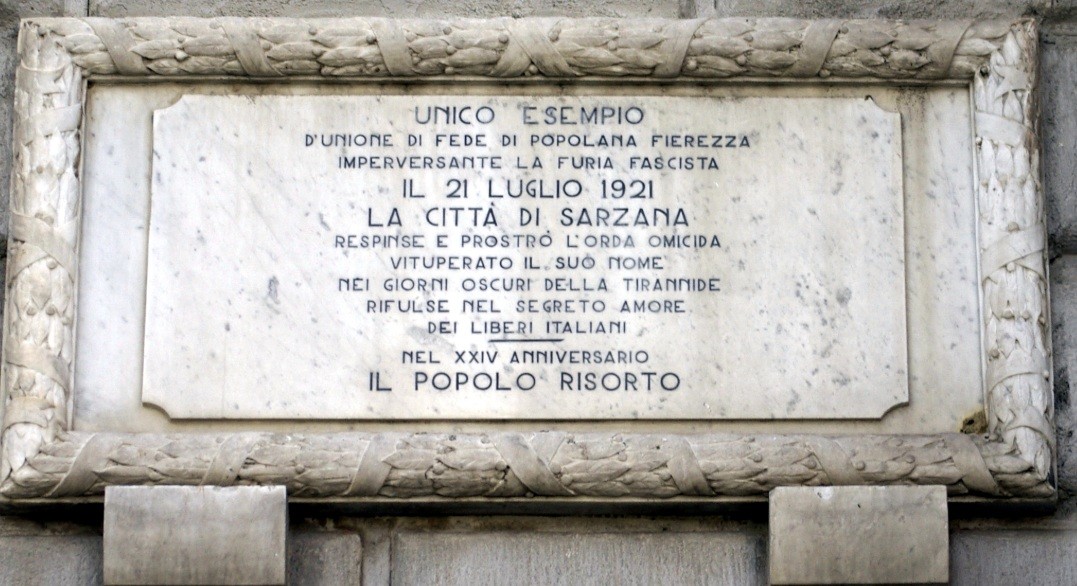 UNICO ESEMPIO
D'UNIONE DI FEDE DI POPOLANA FIEREZZA
IMPERVERSANTE LA FURIA FASCISTA
IL 21 LUGLIO 1921
LA CITTÀ DI SARZANA
RESPINSE E PROSTRÒ L'ORDA OMICIDA
VITUPERATO IL SUO NOME
NEI GIORNI OSCURI DELLA TIRANNIDE
RIFULSE NEL SEGRETO AMORE
DEI LIBERI ITALIANI
NEL XXIV ANNIVERSARIO
IL POPOLO RISORTO